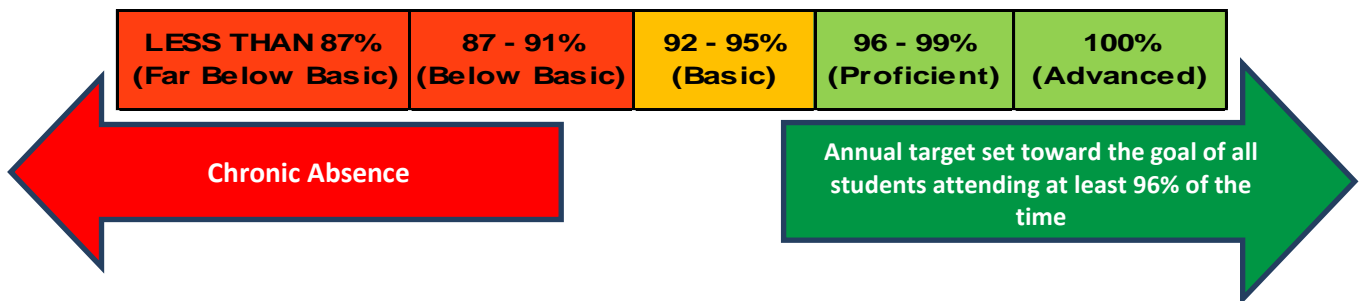 LESS THAN 87%
(Far Below Basic)
87 - 91%
(Below Basic)
92 - 95%
(Basic)
96 - 99%
(Proficient)
100%
(Advanced)
Chronic Absence
Annual target set toward the goal of all
students attending at least 96% of the
time